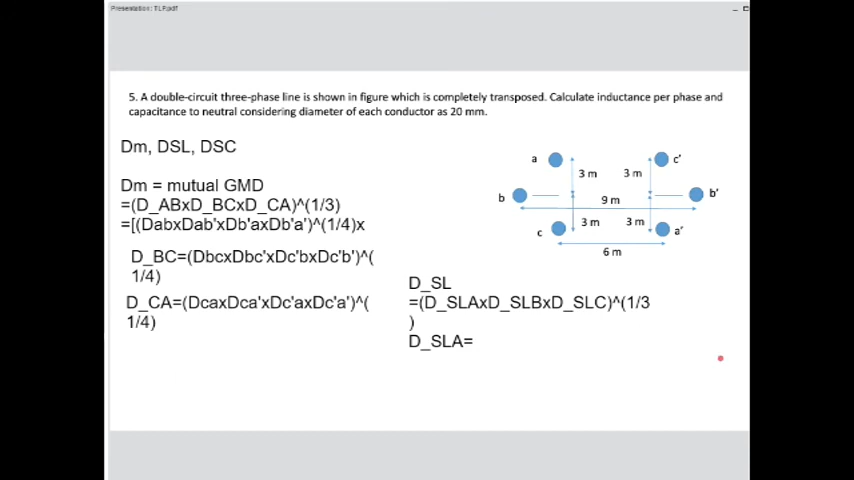 Presentation: TLP.pdf
5. A double-circuit three-phase line is shown in figure which is completely transposed. Calculate inductance per phase and
capacitance to neutral considering diameter of each conductor as 20 mm.
Dm, DSL, DSC
Dm = mutual GMD
=(D_ABxD_BCxD_CA)^(1/3)
=[(DabxDab'xDb'axDb'a')^(1/4)x
D_BC=(DbcxDbc'xDc'bxDc'b')^(
1/4)
D_CA=(DcaxDca'xDc'axDc'a')^(
1/4)
a
c'
3 m
3 m
b
9 m
b'
3 m
3 m
c
a'
6 m
D_SL
=(D_SLAxD_SLBxD_SLC)^(1/3
)
D_SLA=